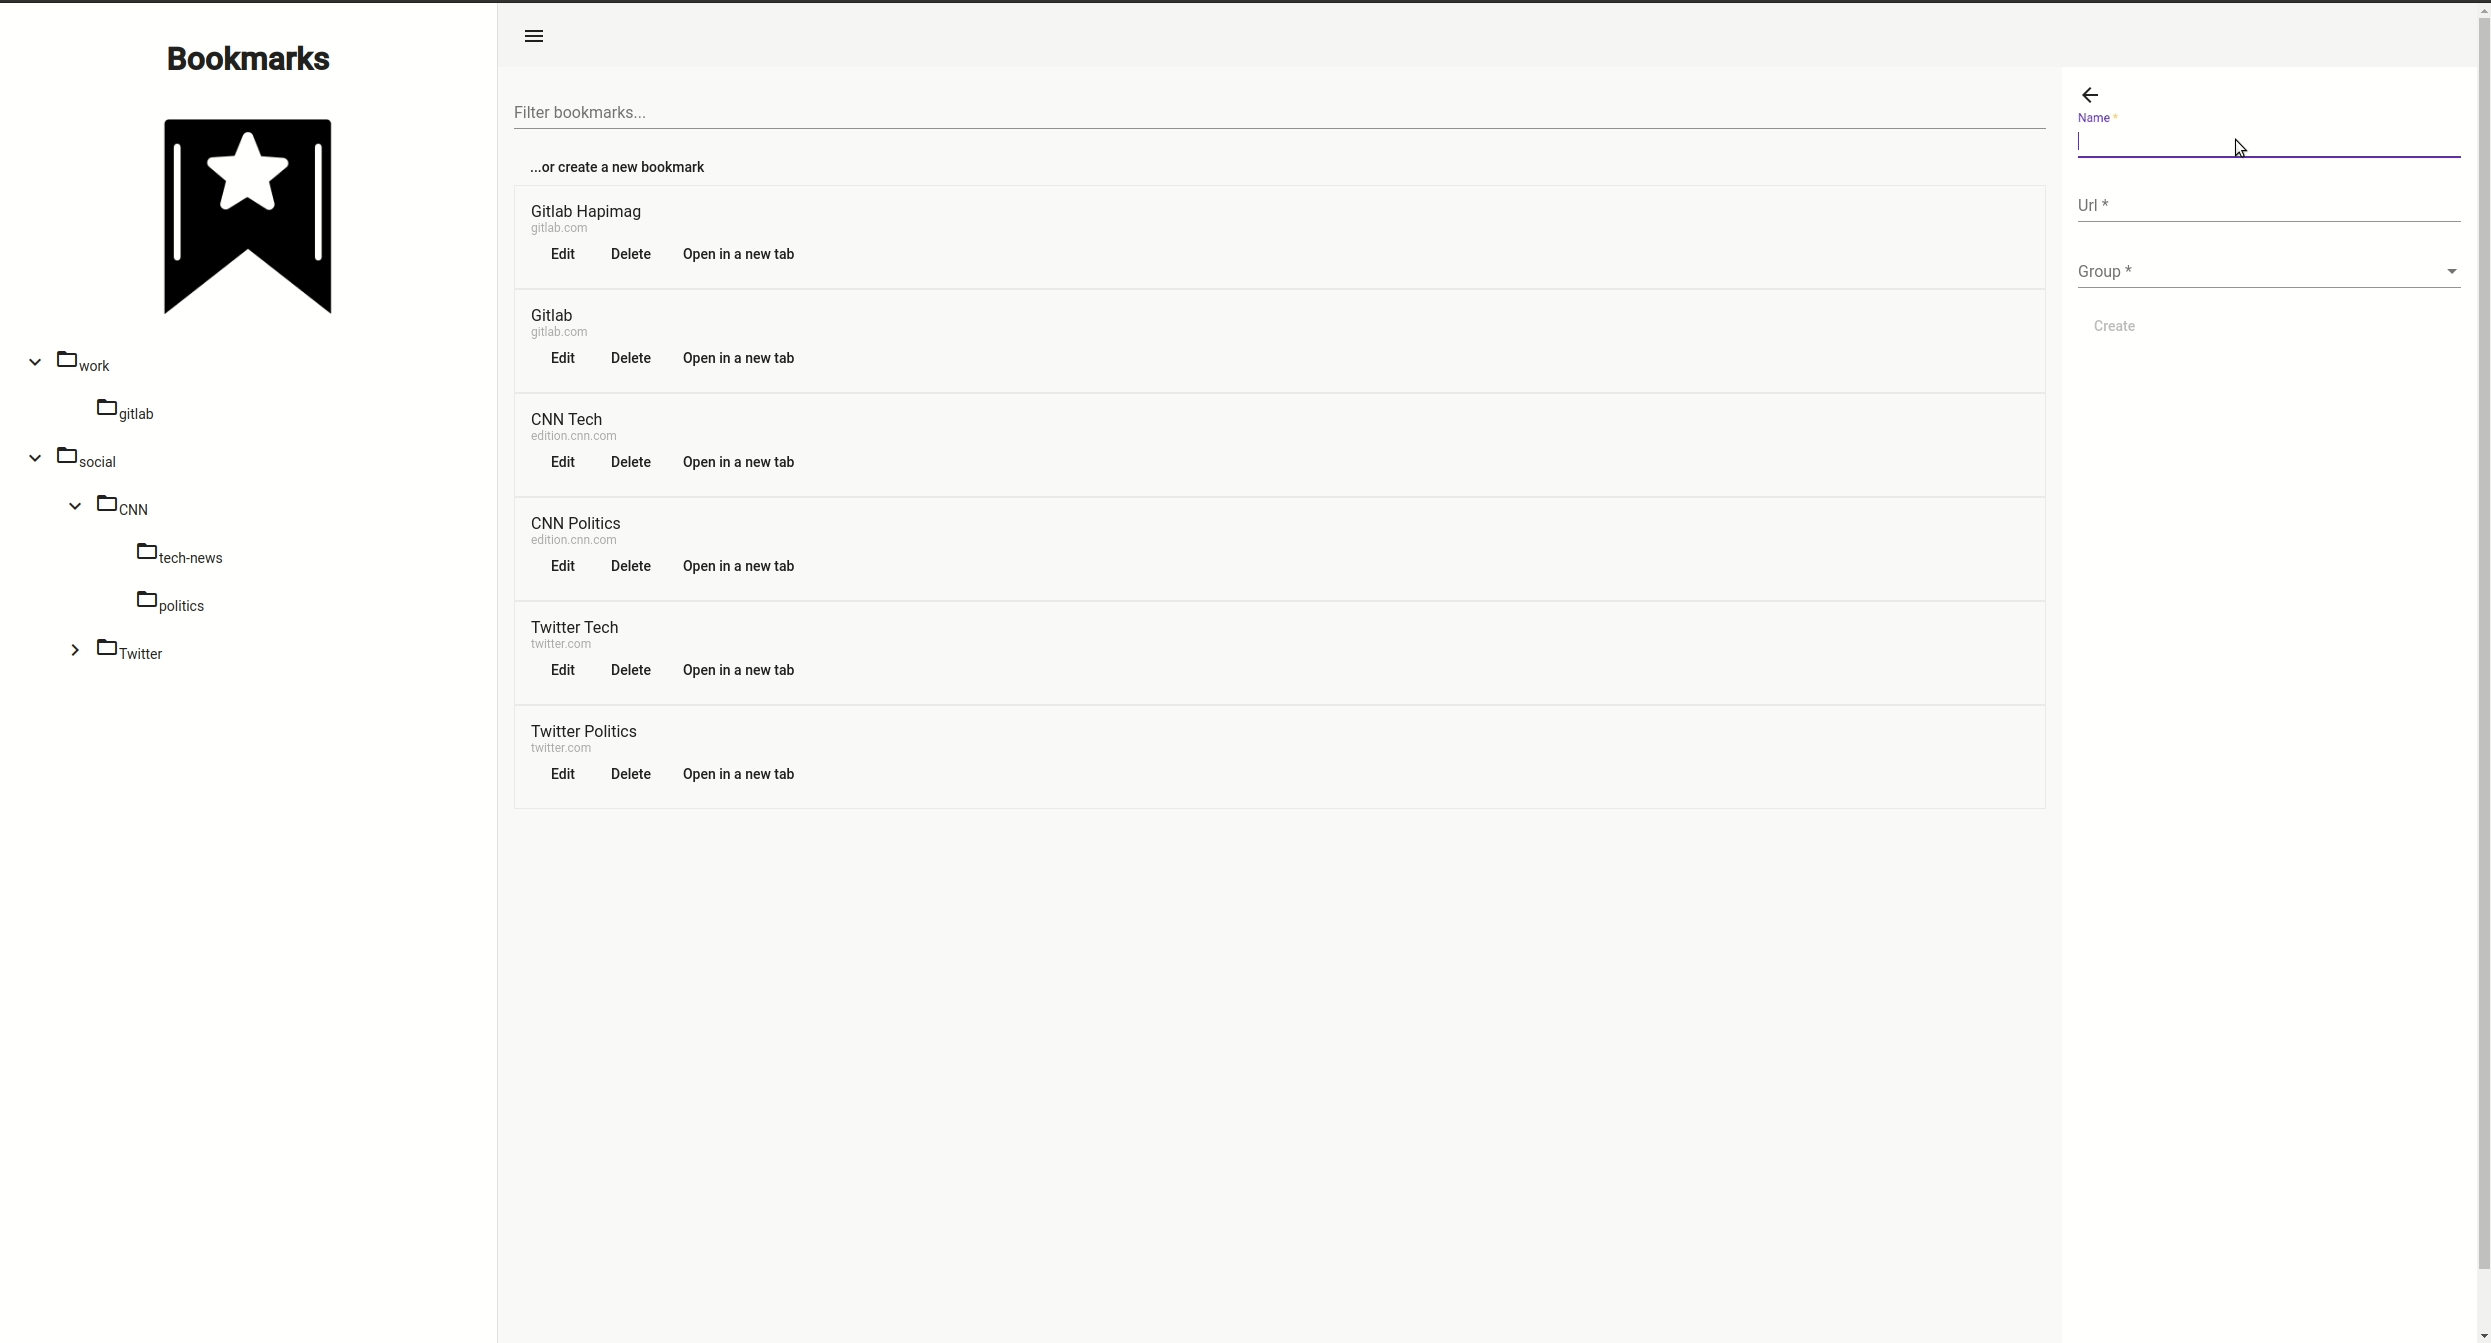 Bookmarks
work
gitlab
social
CNN
tech-news
politics
Twitter
Filter bookmarks...
...or create a new bookmark
Gitlab Hapimag
gitlab.com
Edit Delete Open in a new tab
Gitlab
gitlab.com
Edit Delete Open in a new tab
CNN Tech
edition.cnn.com
Edit Delete Open in a new tab
CNN Politics
edition.cnn.com
Edit Delete Open in a new tab
Twitter Tech
twitter.com
Edit Delete Open in a new tab
Twitter Politics
twitter.com
Edit Delete Open in a new tab
Name *
Url *
Group *
Create